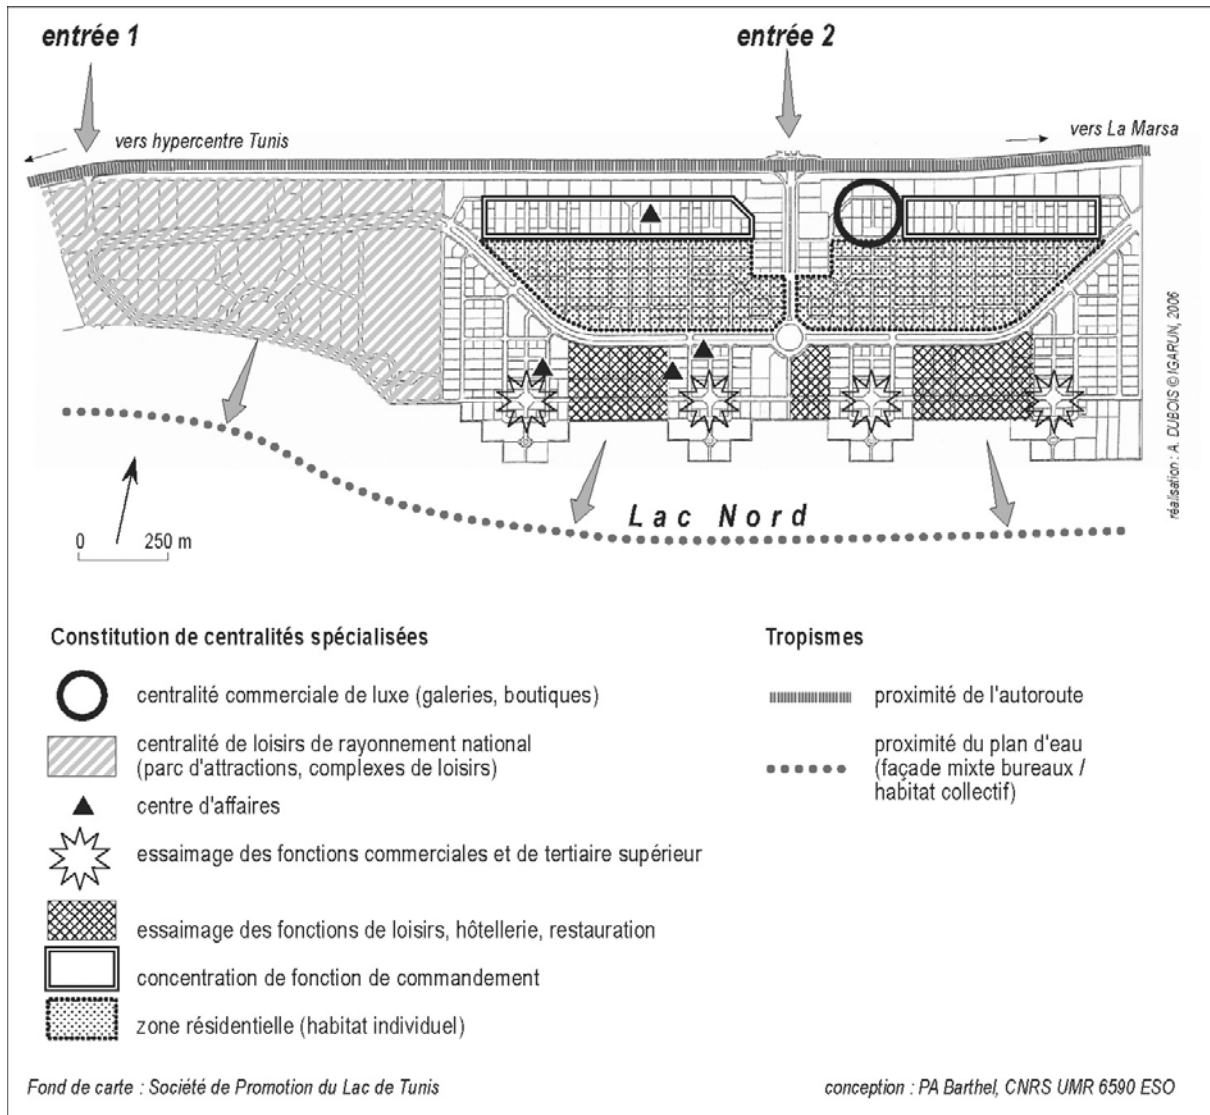 entrée 1
entrée 2
vers hypercentre Tunis
vers La Marsa
réalisation : A. DUBOIS © IGARUN, 2006
Lac Nord
0 250 m
Constitution de centralités spécialisées
centralité commerciale de luxe (galeries, boutiques)
centralité de loisirs de rayonnement national
(parc d'attractions, complexes de loisirs)
centre d'affaires
essaimage des fonctions commerciales et de tertiaire supérieur
essaimage des fonctions de loisirs, hôtellerie, restauration
concentration de fonction de commandement
zone résidentielle (habitat individuel)
Tropismes
proximité de l'autoroute
proximité du plan d'eau
(façade mixte bureaux /
habitat collectif)
Fond de carte : Société de Promotion du Lac de Tunis
conception : PA Barthel, CNRS UMR 6590 ESO